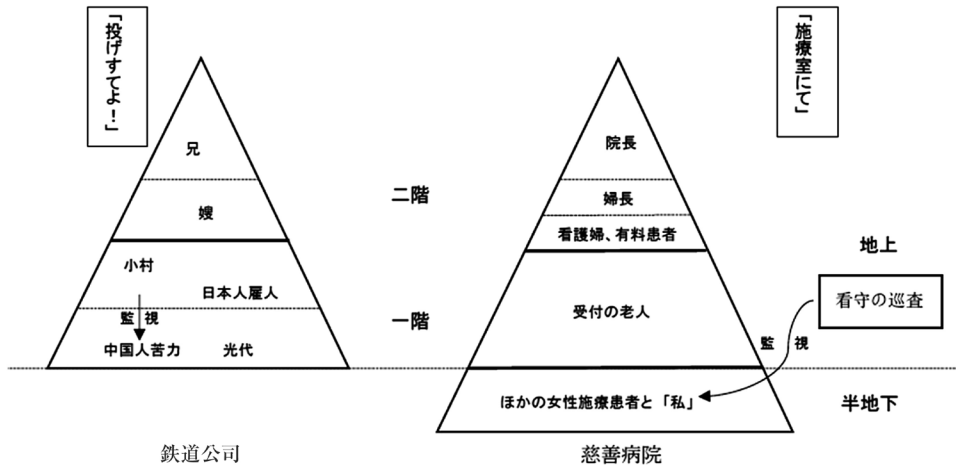 「投げすてよ！」
兄
嫂
小村
日本人雇人
監視
中国人苦力
光代
鉄道公司
二階
一階
「施療室にて」
院長
婦長
看護婦、有料患者
受付の老人
監視
ほかの女性施療患者と「私」
慈善病院
地上
看守の巡査
半地下